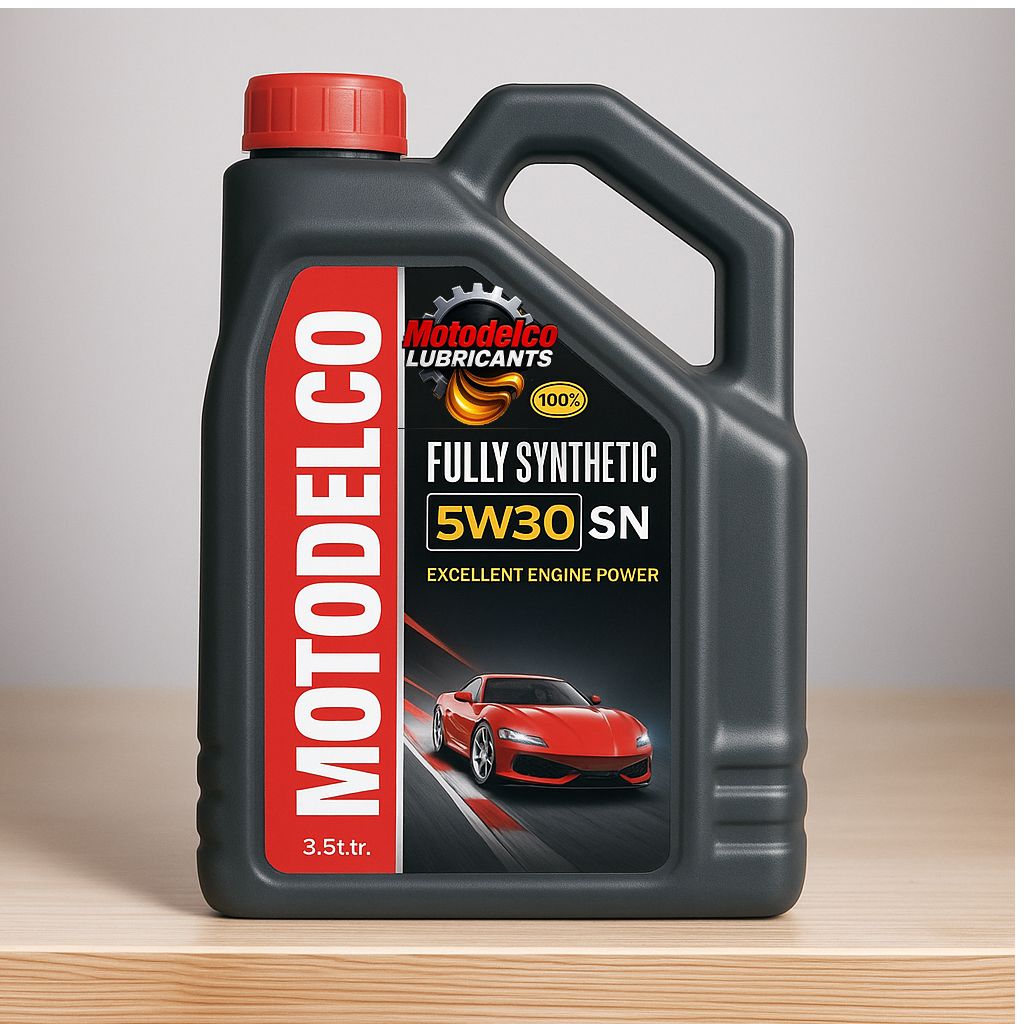 MOTODELCO
3.5t.tr.
Motodelco
LUBRICANTS
100%
FULLY SYNTHETIC
5W30 SN
EXCELLENT ENGINE POWER